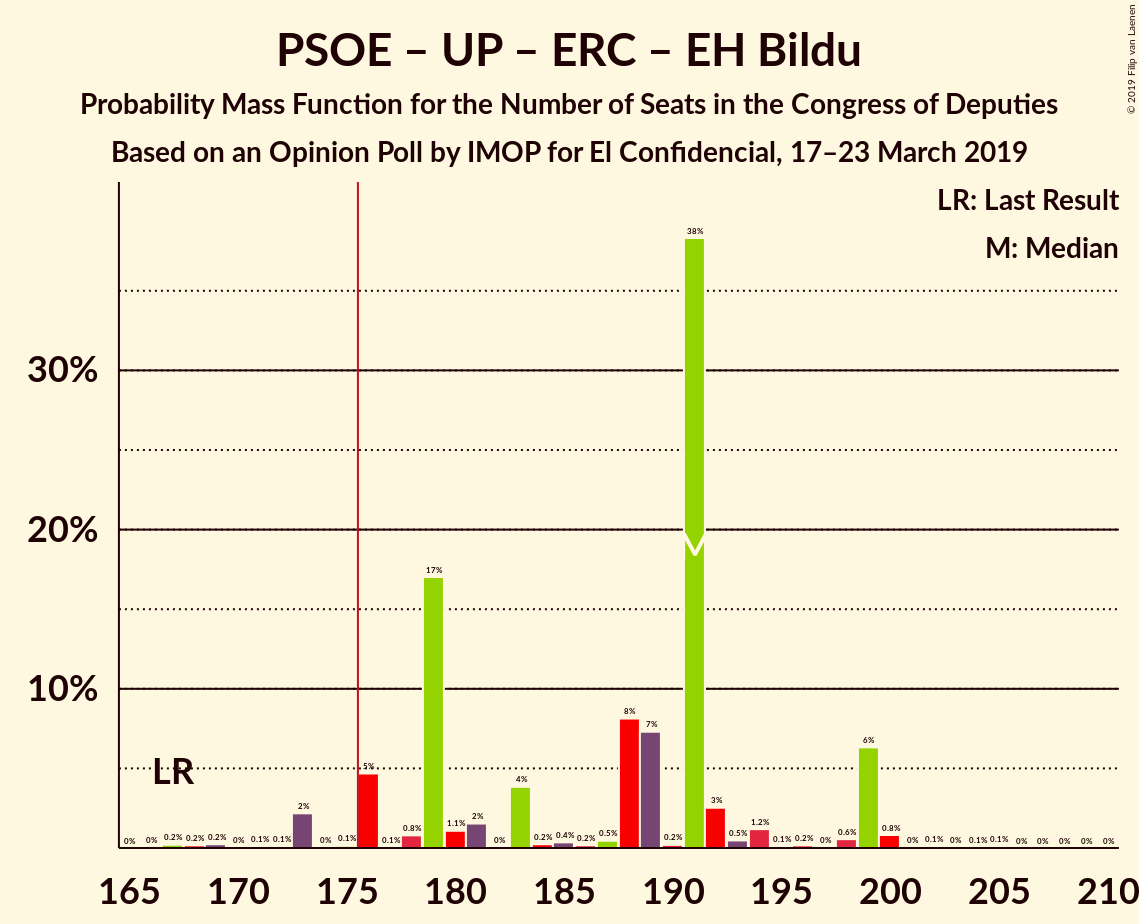 PSOE – UP – ERC – EH Bildu
Probability Mass Function for the Number of Seats in the Congress of Deputies
Based on an Opinion Poll by IMOP for El Confidencial, 17–23 March 2019
© 2019 Filip van Laenen
LR: Last Result
M: Median
30%
20%
10%
LR
0% 0% 0.2% 0.2% 0.2% 0% 0.1% 0.1% 2% 0% 0.1% 5% 0.1% 0.8% 17% 1.1% 2% 0% 4% 0.2% 0.4% 0.2% 0.5% 8% 7% 0.2% 38% 3% 0.5% 1.2% 0.1% 0.2% 0% 0.6% 6% 0.8% 0% 0.1% 0% 0.1% 0.1% 0% 0% 0% 0% 0%
165 170 175 180 185 190 195 200 205 210